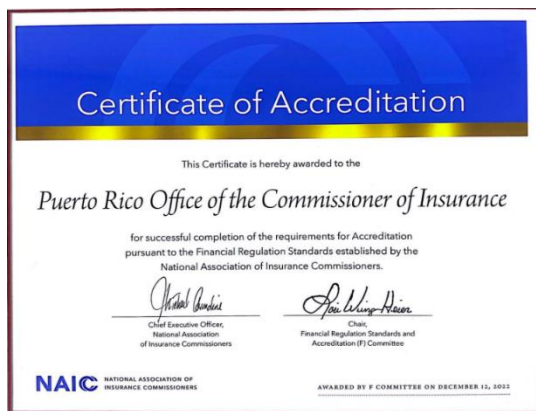 Certificate of Accreditation
This Certificate is hereby awarded to the
Puerto Rico Office of the Commissioner of Insurance
for successful completion of the requirements for Accreditation
pursuant to the Financial Regulation Standards established by the
National Association of Insurance Commissioners.
Chief Executive Officer,
National Association
of Insurance Commissioners
Chair,
Financial Regulation Standards and
Accreditation (F) Committee
NAIC NATIONAL ASSOCIATION OF
INSURANCE COMMISSIONERS
AWARDED BY F COMMITTEE ON DECEMBER 12, 2022